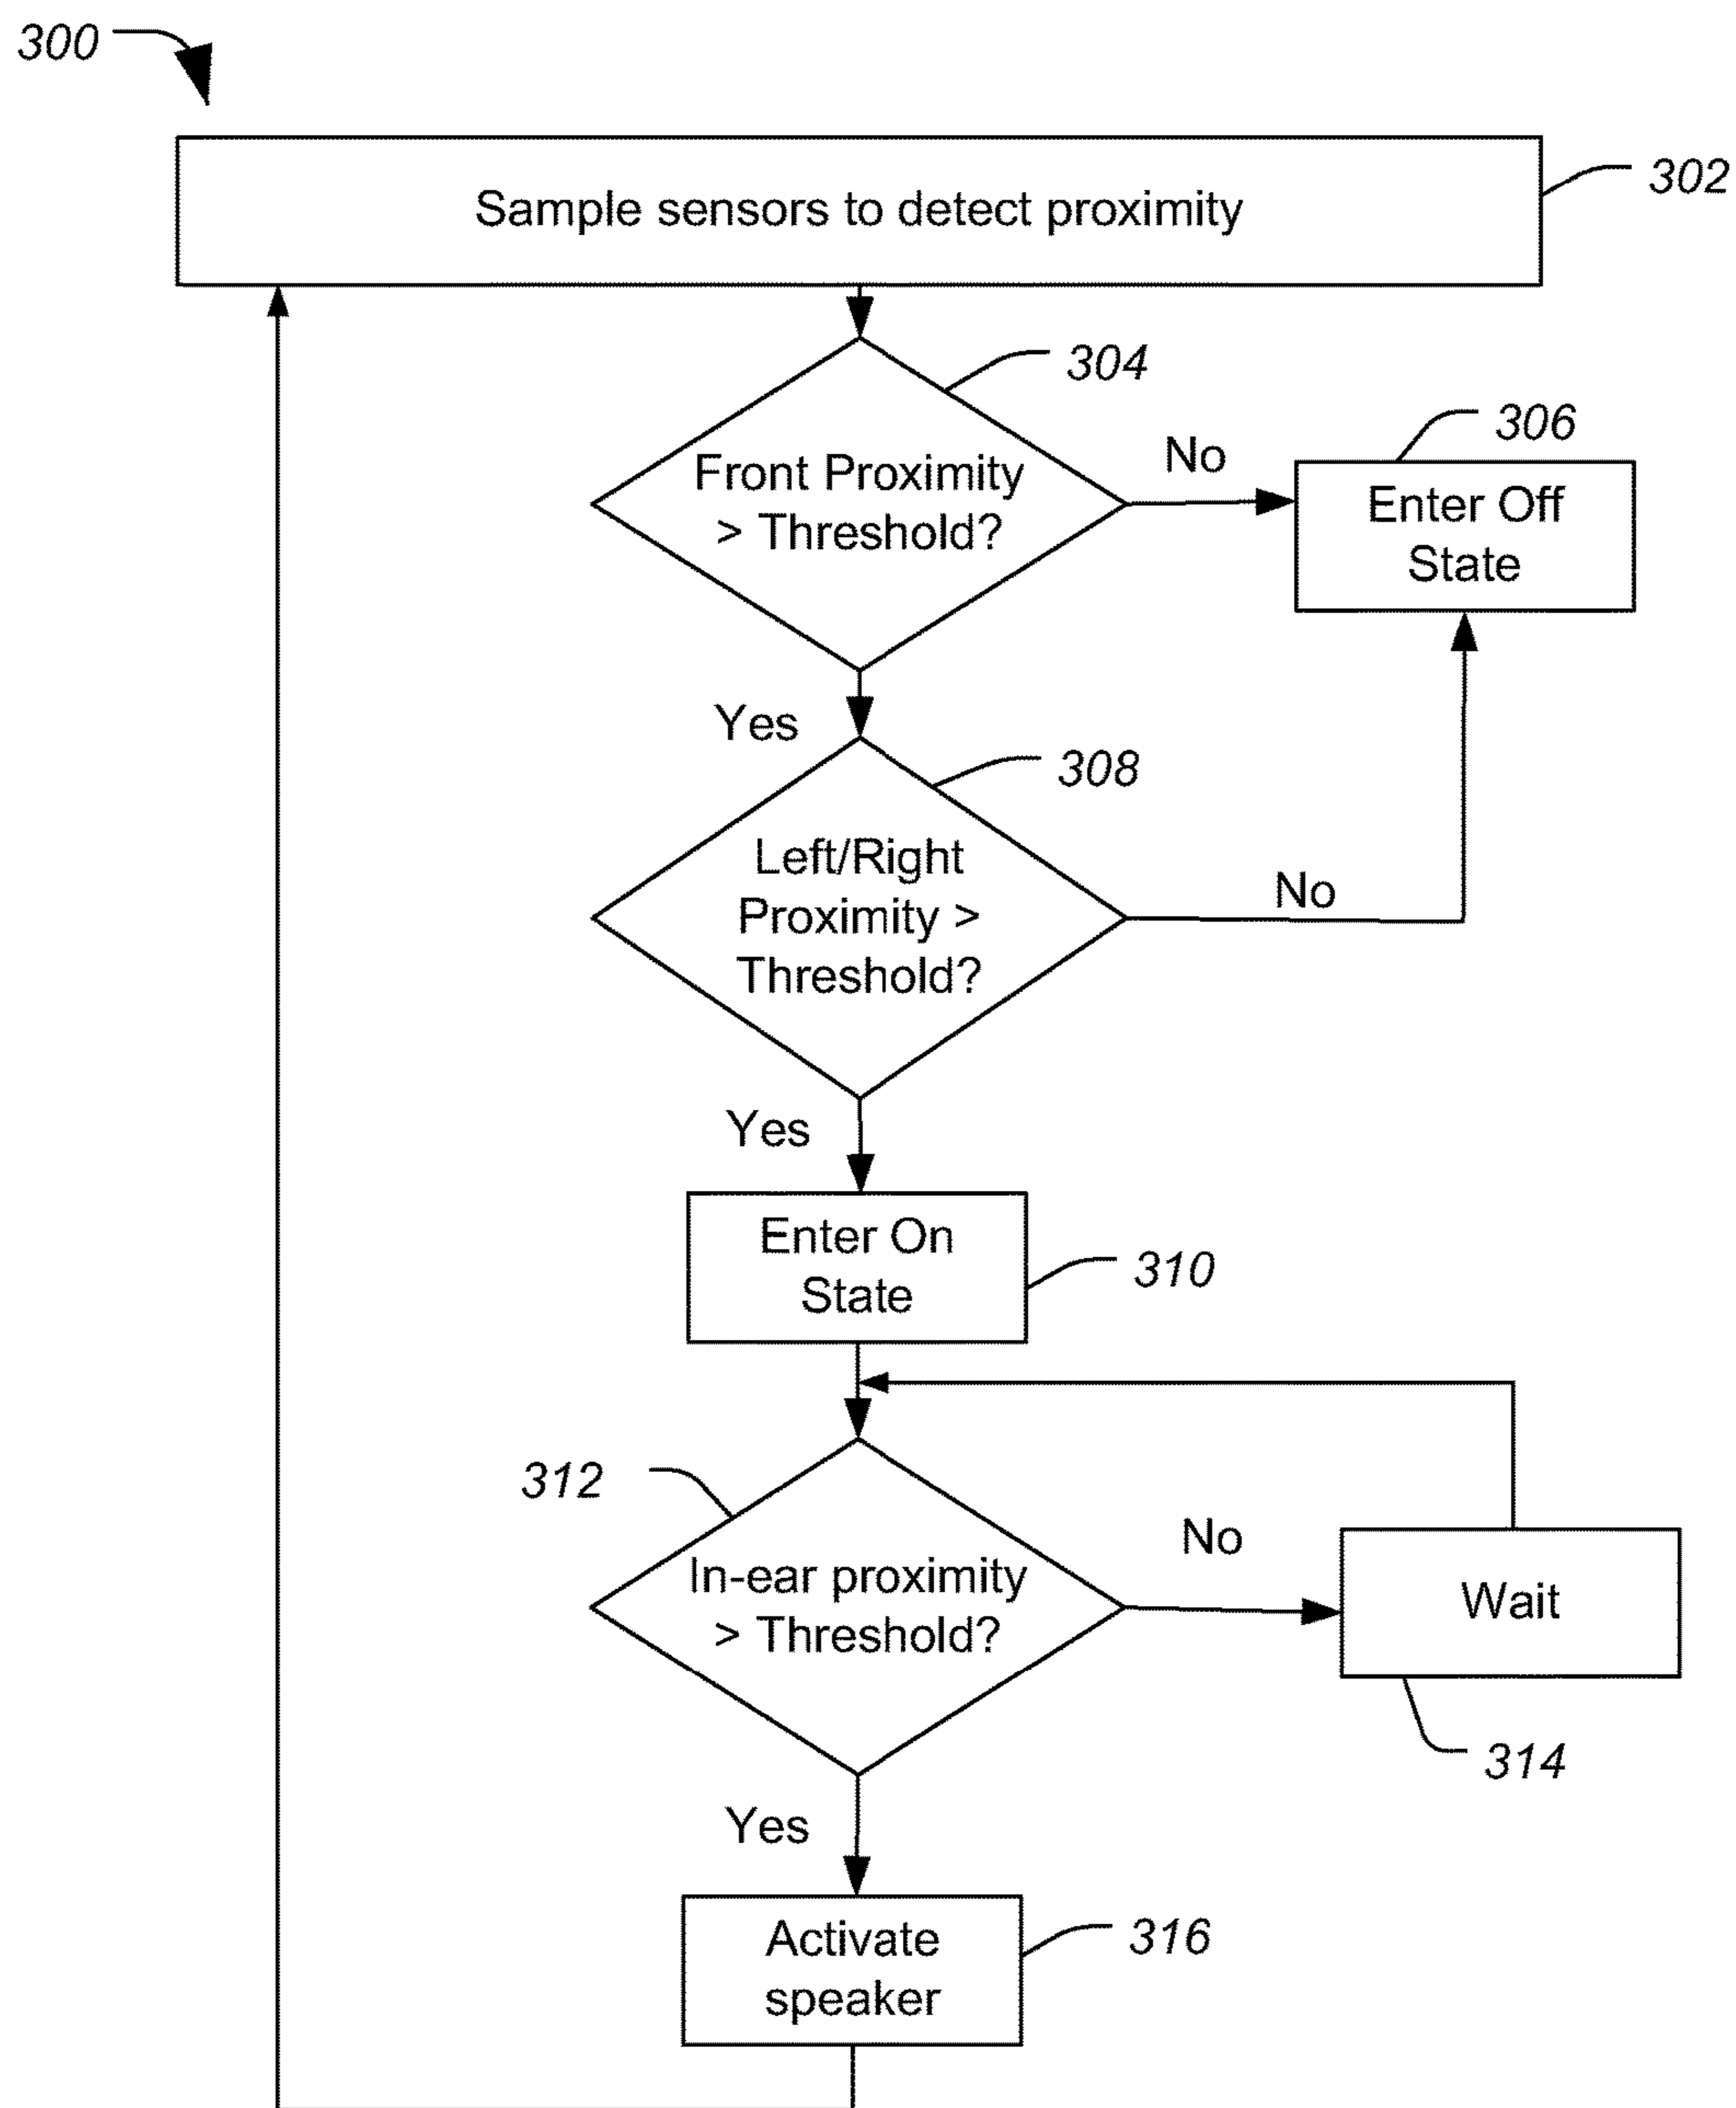 300
Sample sensors to detect proximity
302
304
Front Proximity
> Threshold?
No
306
Enter Off
State
Yes
308
Left/Right
Proximity >
Threshold?
No
Yes
Enter On
State
310
312
In-ear proximity
> Threshold?
No
Wait
314
Yes
Activate
speaker
316